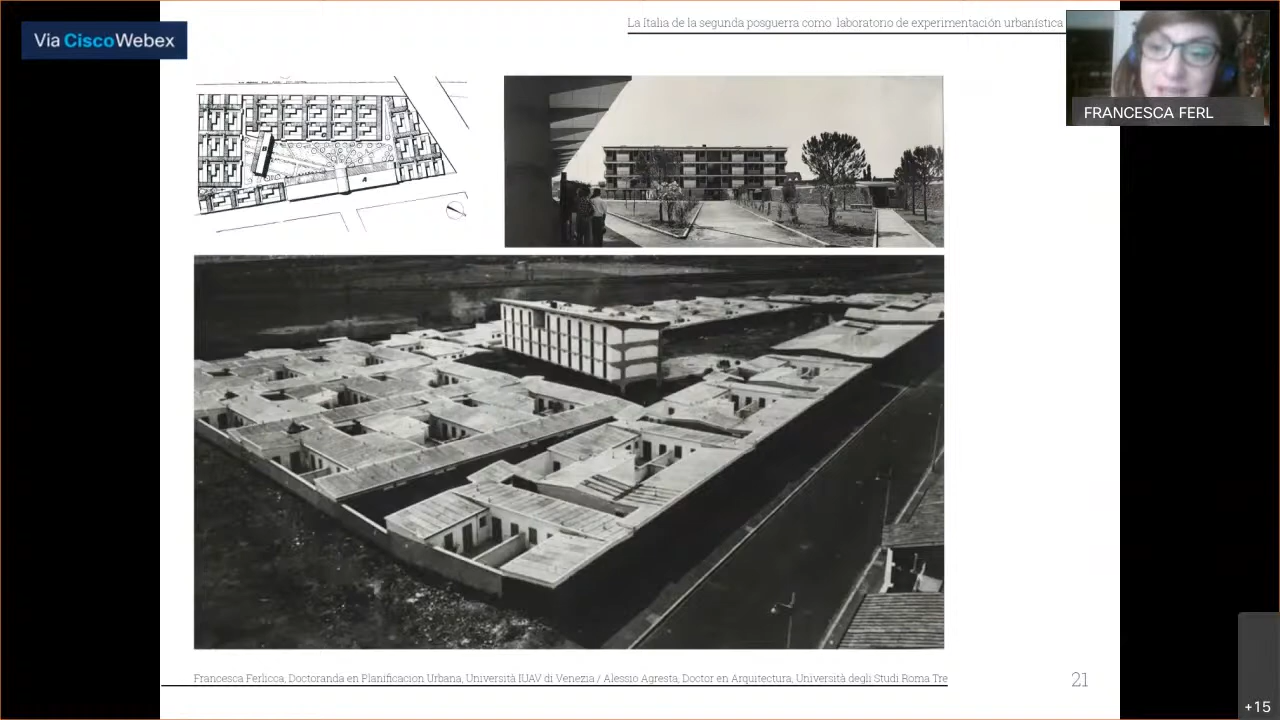 La Italia de la segunda posguerra como laboratorio de experimentación urbanística
Vía CiscoWebex
FRANCESCA FERL
A
Francesca Ferlicca, Doctoranda en Planificacion Urbana, Università IUAV di Venezia / Alessio Agresta, Doctor en Arquitectura, Università degli Studi Roma Tre
21
+15